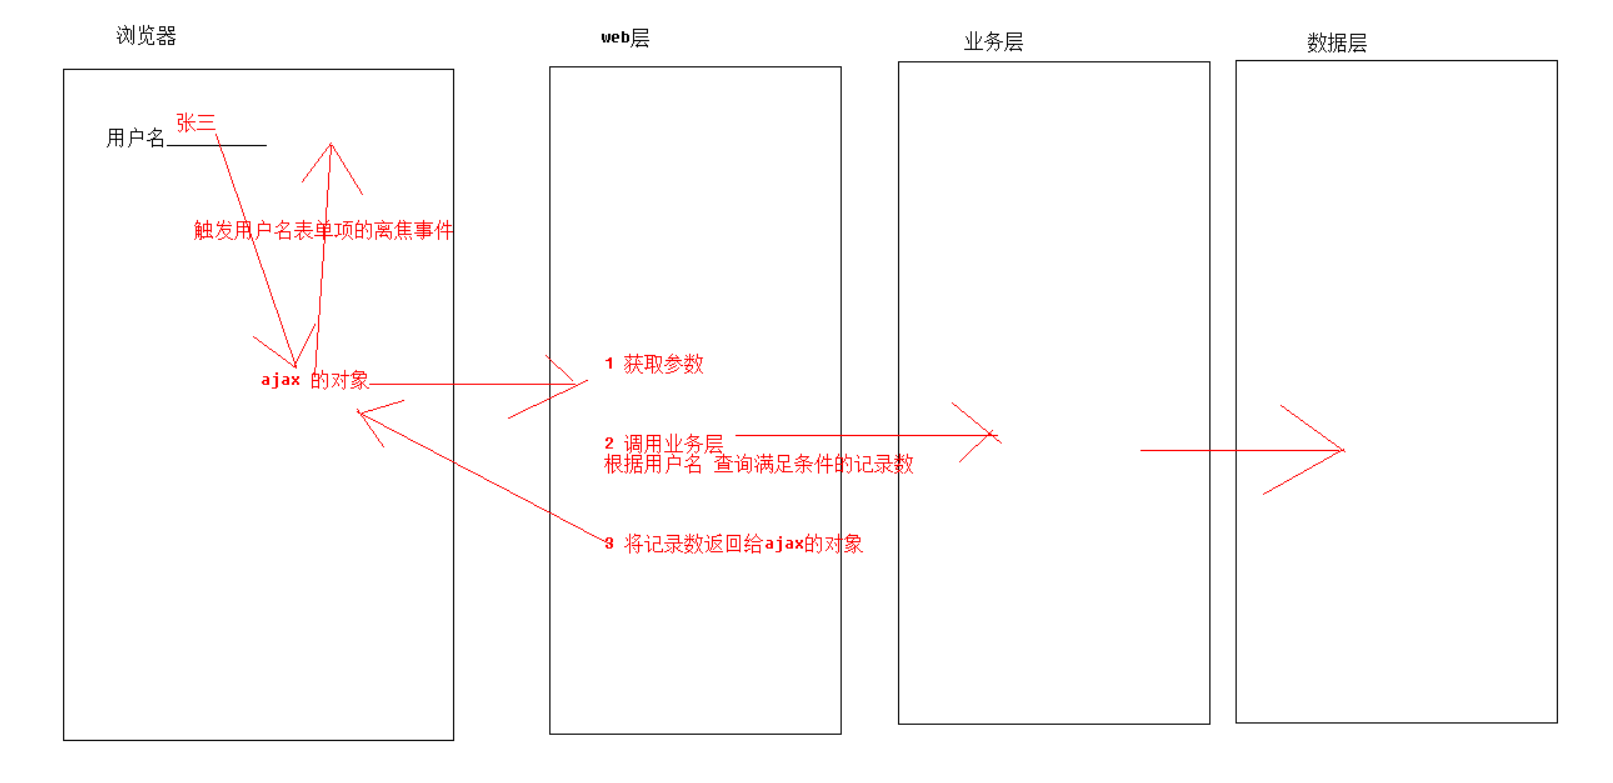 浏览器
web层
业务层
数据层
张三
用户名
触发用户名表单项的离焦事件
ajax 的对象
1 获取参数
2 调用业务层
根据用户名 查询满足条件的记录数
3 将记录数返回给ajax的对象